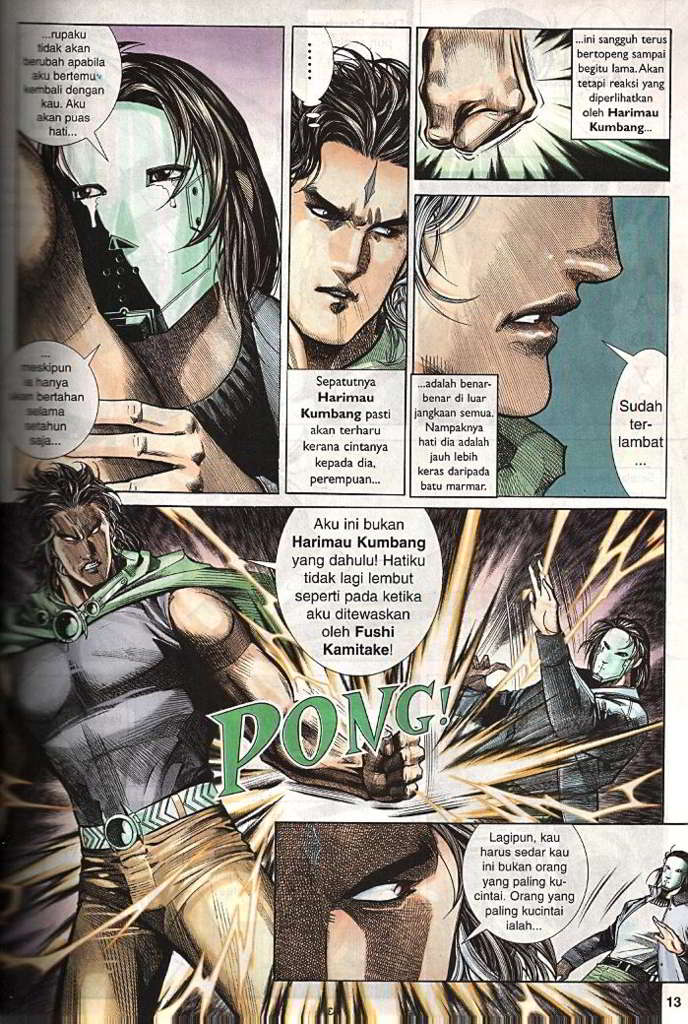 ...rupaku
tidak akan
berubah apabila
aku bertemu
kembali dengan
kau. Aku
akan puas
hati...
...
meskipun
ia hanya
akan bertahan
selama
setahun
saja...
......
Sepatutnya
Harimau
Kumbang pasti
akan terharu
kerana cintanya
kepada dia,
perempuan...
...ini sangguh terus
bertopeng sampai
begitu lama. Akan
tetapi reaksi yang
diperlihatkan
oleh Harimau
Kumbang...
...adalah benar-
benar di luar
jangkaan semua.
Nampaknya
hati dia adalah
jauh lebih
keras daripada
batu marmar.
Sudah
ter-
lambat
...
Aku ini bukan
Harimau Kumbang
yang dahulu! Hatiku
tidak lagi lembut
seperti pada ketika
aku ditewaskan
oleh Fushi
Kamitake!
PONG!
Lagipun, kau
harus sedar kau
ini bukan orang
yang paling ku-
cintai. Orang yang
paling kucintai
ialah...
13